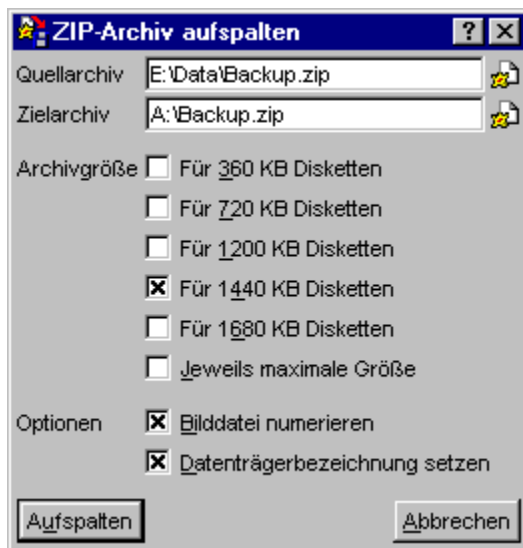 ZIP-Archiv aufspalten
Quellarchiv E:\Data\Backup.zip
Zielarchiv A:\Backup.zip
Archivgröße Für 360 KB Disketten
Für 720 KB Disketten
Für 1200 KB Disketten
Für 1440 KB Disketten
Für 1680 KB Disketten
Jeweils maximale Größe
Optionen Bilddatei numerieren
Datenträgerbezeichnung setzen
Aufspalten Abbrechen